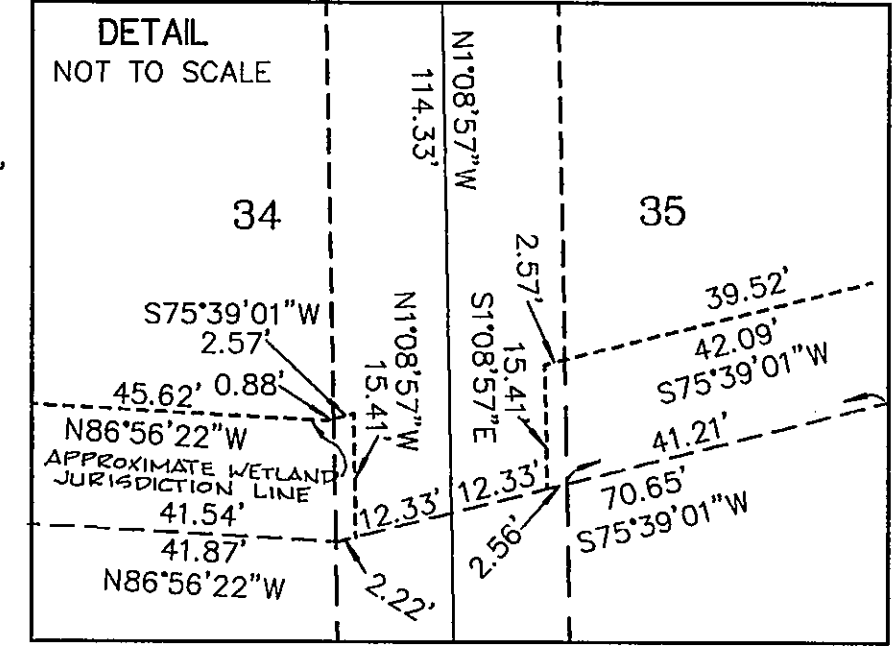 DETAIL
NOT TO SCALE
N1°08'57"W
114.33'
34
35
2.57'
S75°39'01"W
2.57'
N1°08'57"W
15.41'
S1°08'57"E
15.41'
39.52'
42.09'
S75°39'01"W
45.62'
0.88'
N86°56'22"W
APPROXIMATE WETLAND
JURISDICTION LINE
41.54'
41.87'
N86°56'22"W
12.33'
12.33'
41.21'
70.65'
S75°39'01"W
2.56'
2.22'